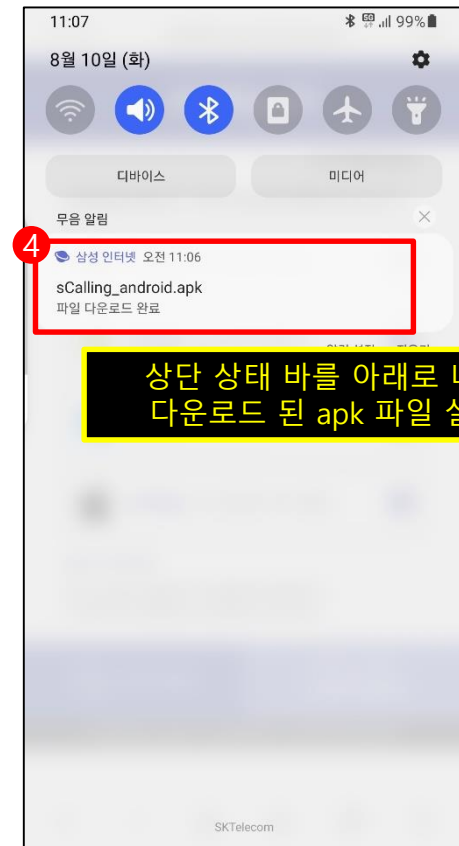 11:07 5G 99%
8월 10일 (화)
디바이스 미디어
무음 알림
4
삼성 인터넷 오전 11:06
sCalling_android.apk
파일 다운로드 완료
상단 상태 바를 아래로
다운로드 된 apk 파일
SKTelecom